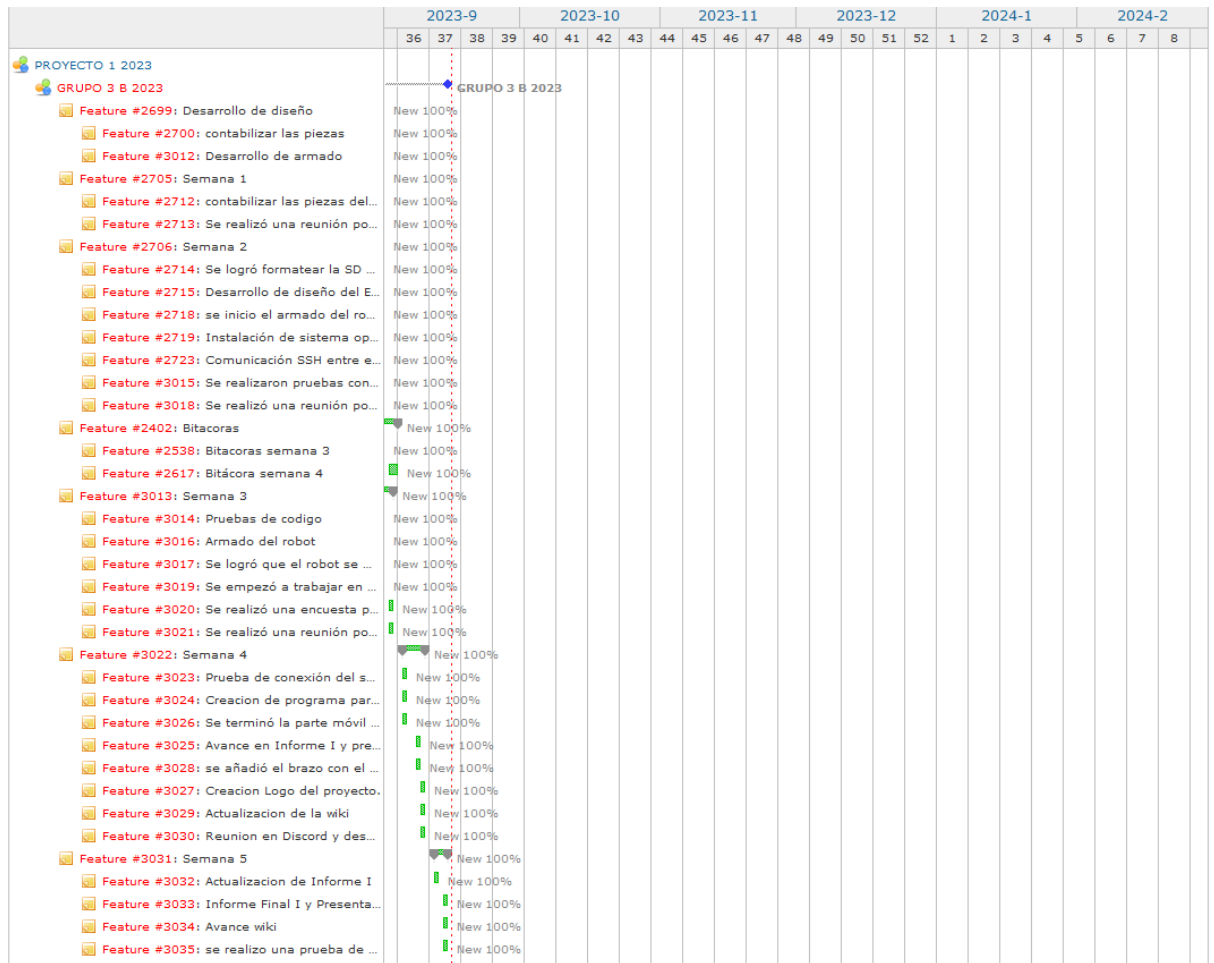 2023-9 2023-10 2023-11 2023-12 2024-1 2024-2
36 37 38 39 40 41 42 43 44 45 46 47 48 49 50 51 52 1 2 3 4 5 6 7 8
PROYECTO 1 2023
GRUPO 3 B 2023 GRUPO 3 B 2023
Feature #2699: Desarrollo de diseño New 100%
Feature #2700: contabilizar las piezas New 100%
Feature #3012: Desarrollo de armado New 100%
Feature #2705: Semana 1 New 100%
Feature #2712: contabilizar las piezas del... New 100%
Feature #2713: Se realizó una reunión po... New 100%
Feature #2706: Semana 2 New 100%
Feature #2714: Se logró formatear la SD ... New 100%
Feature #2715: Desarrollo de diseño del E... New 100%
Feature #2718: se inicio el armado del ro... New 100%
Feature #2719: Instalación de sistema op... New 100%
Feature #2723: Comunicación SSH entre e... New 100%
Feature #3015: Se realizaron pruebas con... New 100%
Feature #3018: Se realizó una reunión po... New 100%
Feature #2402: Bitacoras New 100%
Feature #2538: Bitacoras semana 3 New 100%
Feature #2617: Bitácora semana 4 New 100%
Feature #3013: Semana 3 New 100%
Feature #3014: Pruebas de codigo New 100%
Feature #3016: Armado del robot New 100%
Feature #3017: Se logró que el robot se ... New 100%
Feature #3019: Se empezó a trabajar en ... New 100%
Feature #3020: Se realizó una encuesta p... New 100%
Feature #3021: Se realizó una reunión po... New 100%
Feature #3022: Semana 4 New 100%
Feature #3023: Prueba de conexión del s... New 100%
Feature #3024: Creacion de programa par... New 100%
Feature #3026: Se terminó la parte móvil ... New 100%
Feature #3025: Avance en Informe I y pre... New 100%
Feature #3028: se añadió el brazo con el ... New 100%
Feature #3027: Creacion Logo del proyecto. New 100%
Feature #3029: Actualizacion de la wiki New 100%
Feature #3030: Reunion en Discord y des... New 100%
Feature #3031: Semana 5 New 100%
Feature #3032: Actualizacion de Informe I New 100%
Feature #3033: Informe Final I y Presenta... New 100%
Feature #3034: Avance wiki New 100%
Feature #3035: se realizo una prueba de ... New 100%